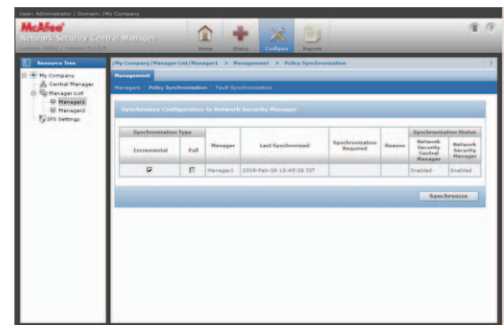 User: Administrator | Domain: /My Company
McAfee
Network Security Central Manager
Home
Status
Configure
Reports
Resource Tree
My Company
Central Manager
Manager List
Manager1
Manager2
IPS Settings
/My Company/Manager List/Manager1 > Management > Policy Synchronization
?
Management
Managers Policy Synchronization Fault Synchronization
Synchronize Configuration to Network Security Manager
Synchronization Type
Incremental
Full
Manager
Last Synchronized
Synchronization Required
Reason
Synchronization Status
Network Security Central Manager
Network Security Manager
Manager1
2009-Feb-26 12:45:26 IST
Enabled
Enabled
Synchronize